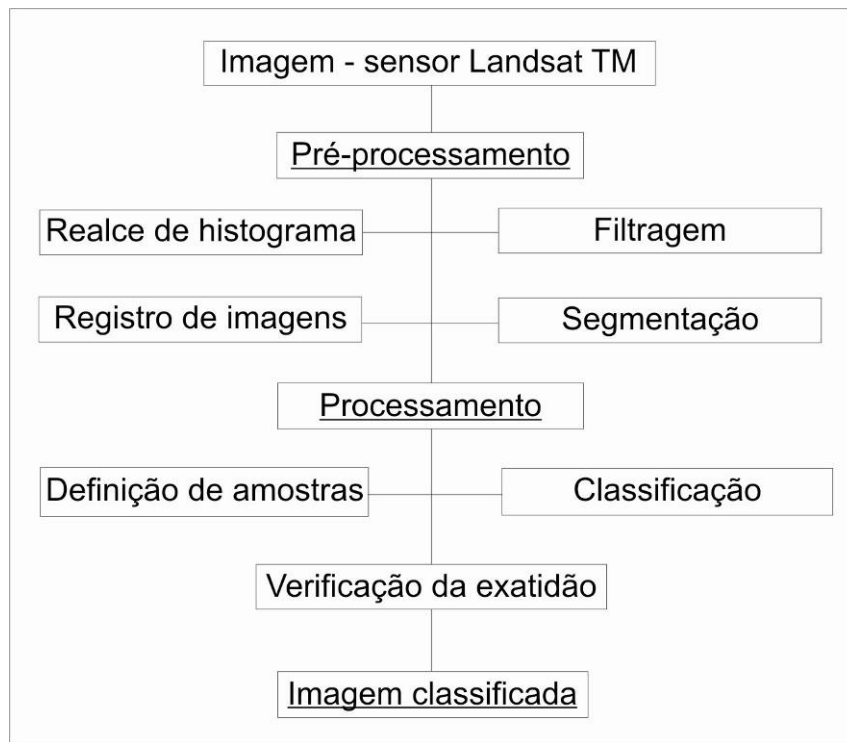 Imagem - sensor Landsat TM
Pré-processamento
Realce de histograma
Filtragem
Registro de imagens
Segmentação
Processamento
Definição de amostras
Classificação
Verificação da exatidão
Imagem classificada